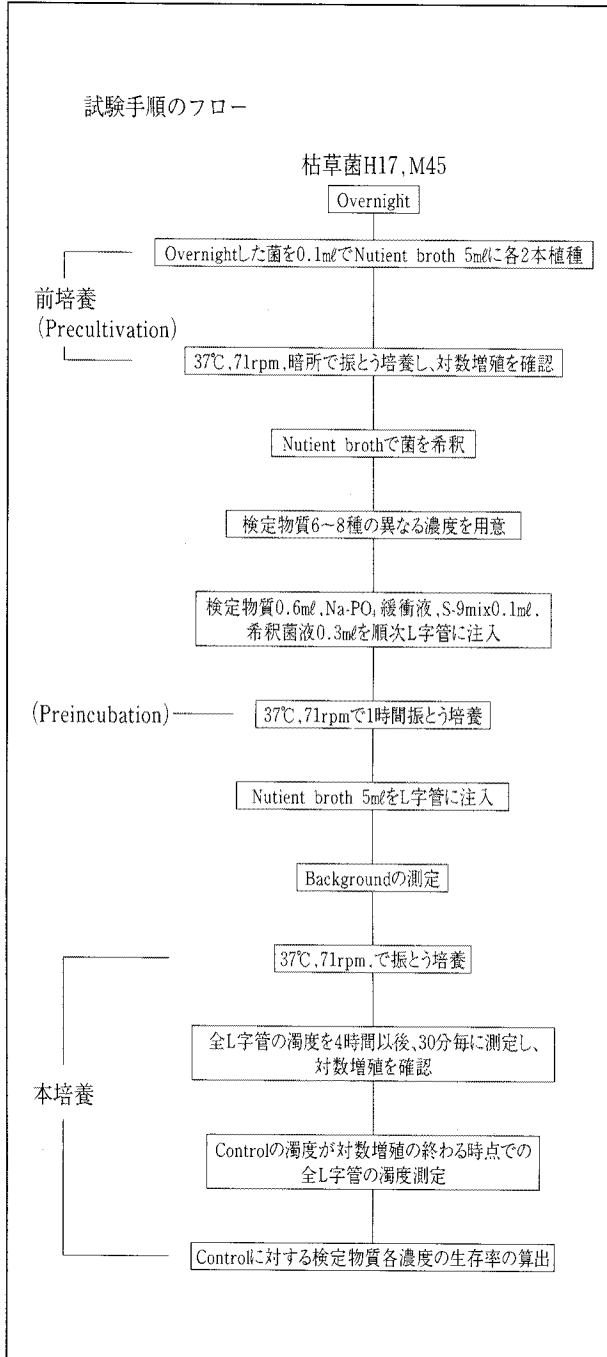 試験手順のフロー
枯草菌H17,M45
Overnight
Overnightした菌を0.1mlでNutient broth 5mlに各2本植種
前培養
(Precultivation)
37℃,71rpm,暗所で振とう培養し、対数増殖を確認
Nutient brothで菌を希釈
検定物質6～8種の異なる濃度を用意
検定物質0.6ml,Na-PO4緩衝液,S-9mix0.1ml.
希釈菌液0.3mlを順次L字管に注入
(Preincubation)
37℃,71rpmで1時間振とう培養
Nutient broth 5mlをL字管に注入
Backgroundの測定
37℃,71rpm.で振とう培養
全L字管の濁度を4時間以後、30分毎に測定し、
対数増殖を確認
本培養
Controlの濁度が対数増殖の終わる時点での
全L字管の濁度測定
Controlに対する検定物質各濃度の生存率の算出